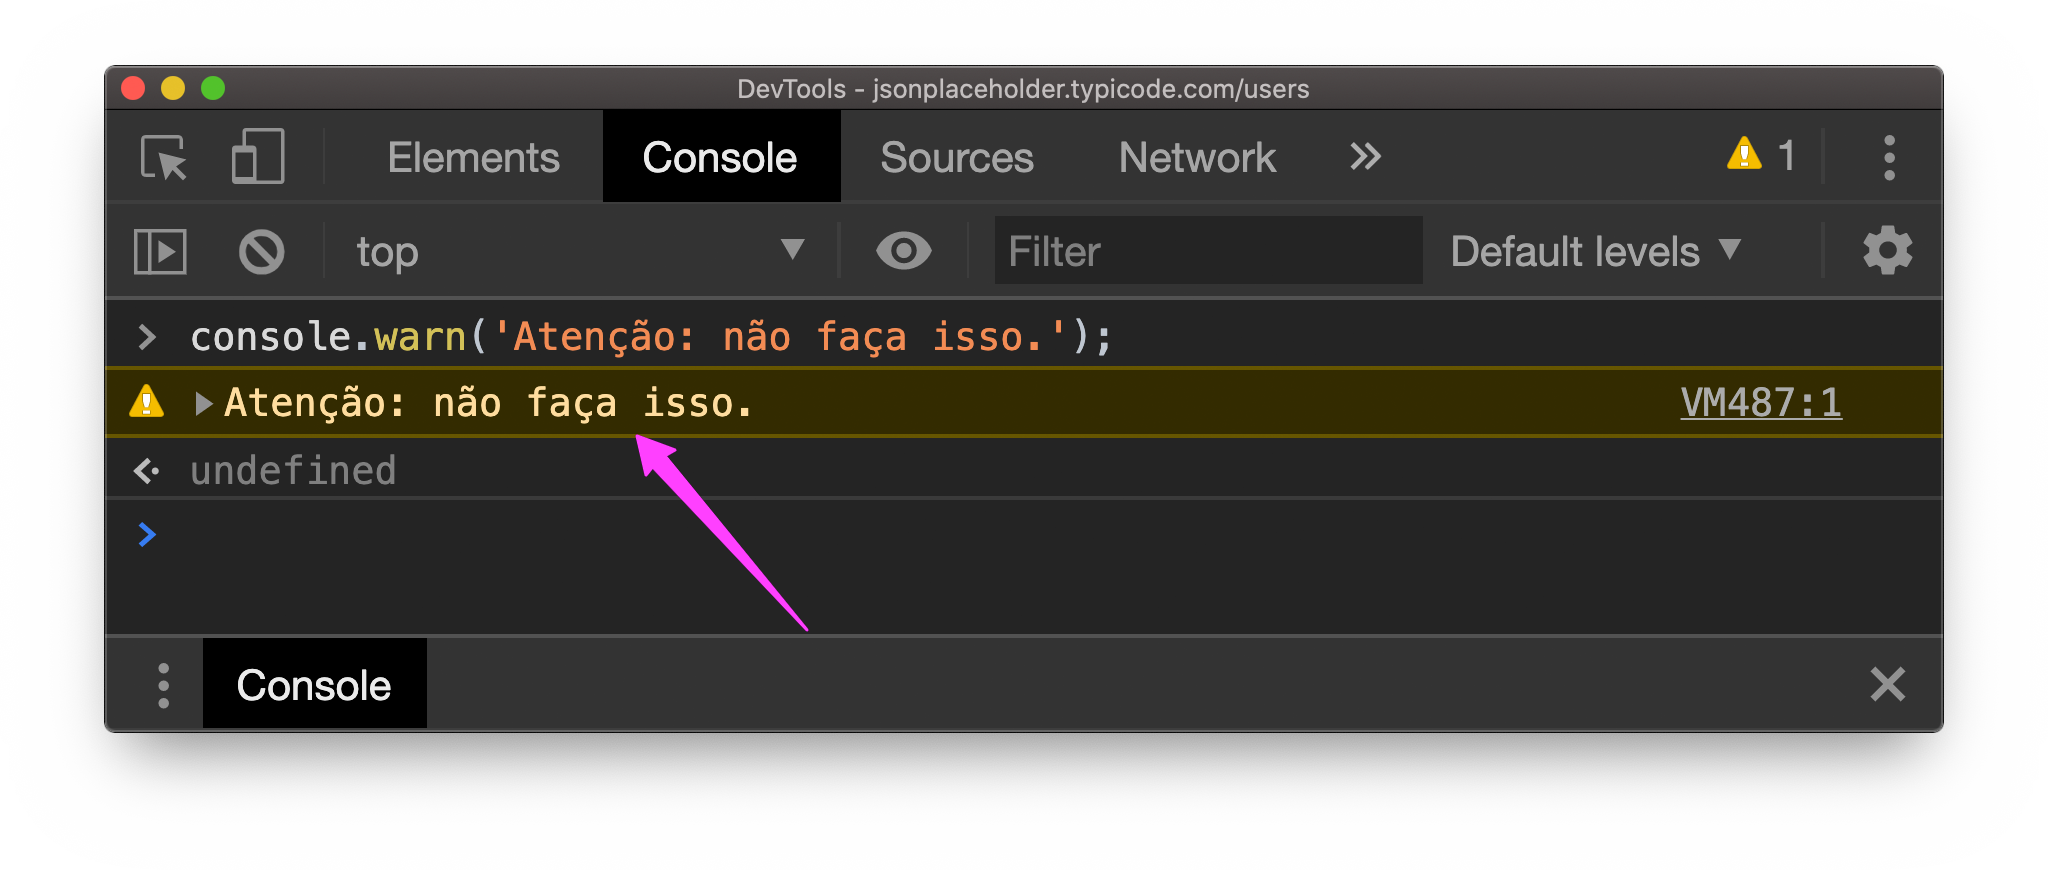 DevTools - jsonplaceholder.typicode.com/users
Elements Console Sources Network 1
top Filter Default levels
console.warn('Atenção: não faça isso.');
Atenção: não faça isso. VM487:1
undefined
Console